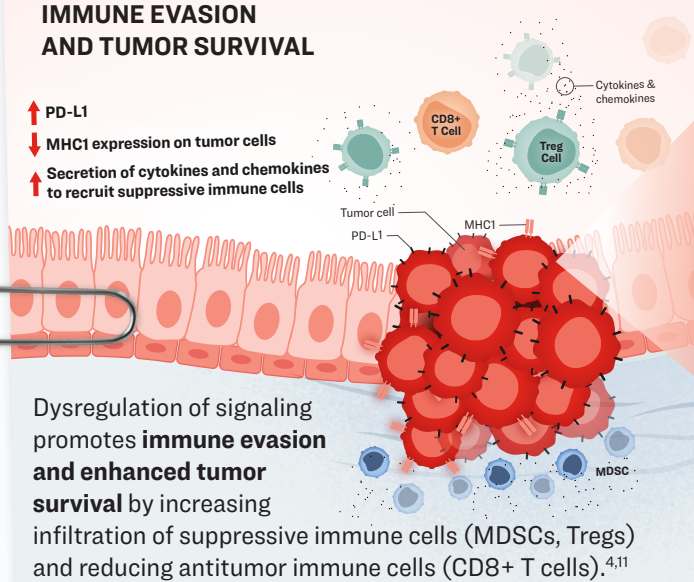 IMMUNE EVASION
AND TUMOR SURVIVAL
PD-L1
MHC1 expression on tumor cells
Secretion of cytokines and chemokines
to recruit suppressive immune cells
Cytokines &
chemokines
CD8+
T Cell
Treg
Cell
Tumor cell
MHC1
PD-L1
MDSC
Dysregulation of signaling
promotes immune evasion
and enhanced tumor
survival by increasing
infiltration of suppressive immune cells (MDSCs, Tregs)
and reducing antitumor immune cells (CD8+ T cells).4,11